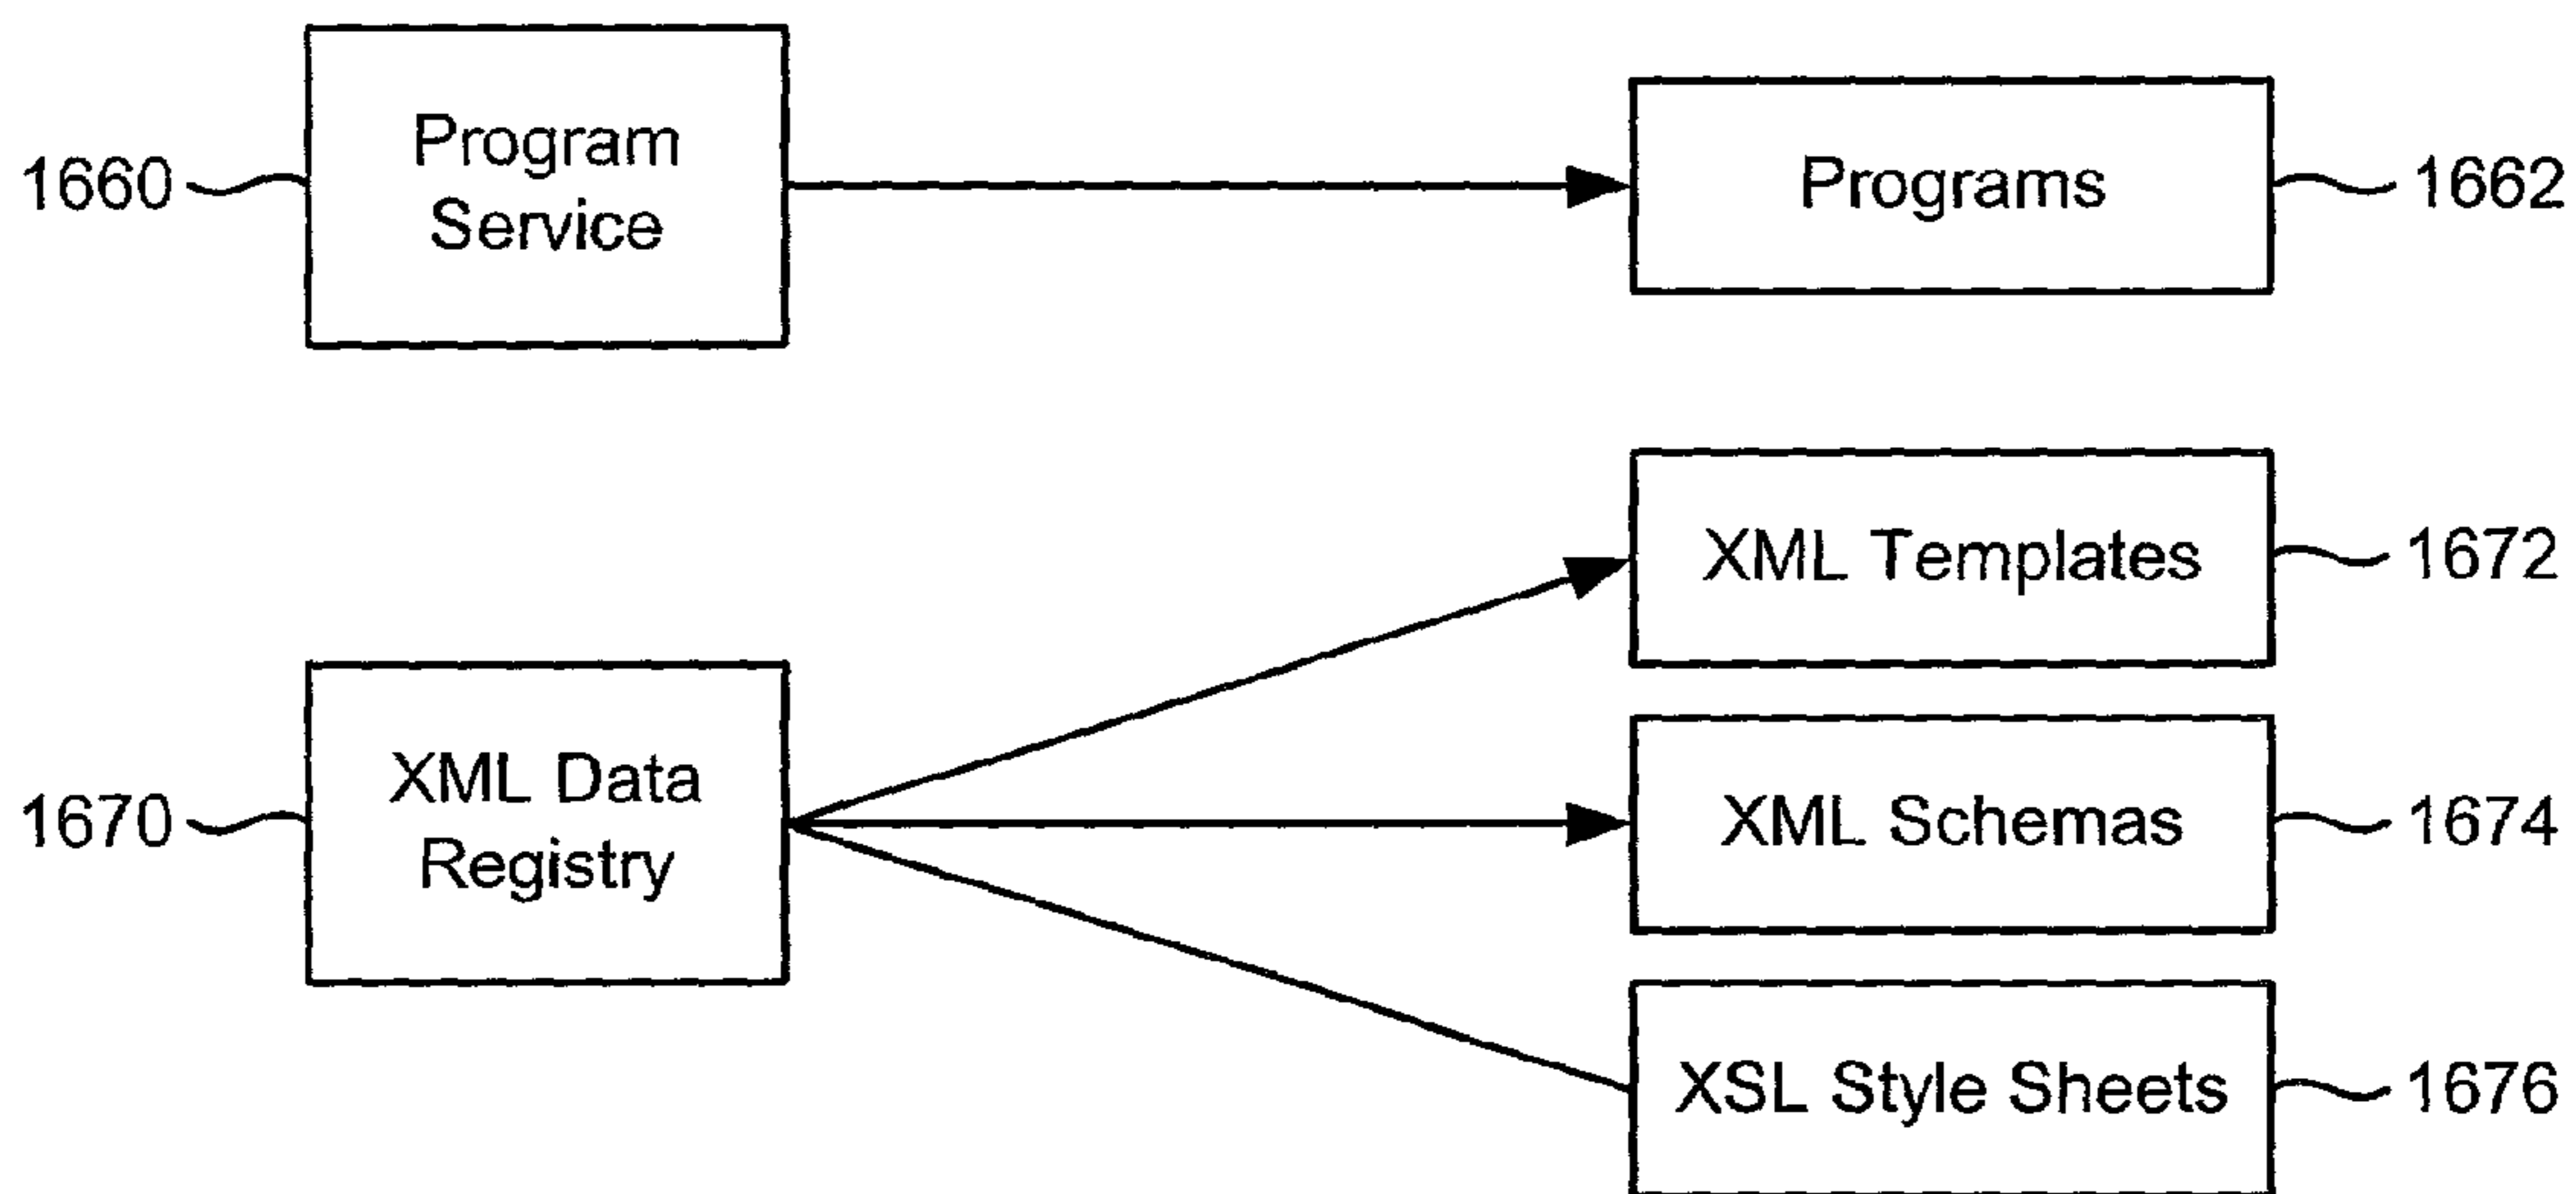 1660
Program
Service
Programs
1662
XML Templates
1672
1670
XML Data
Registry
XML Schemas
1674
XSL Style Sheets
1676